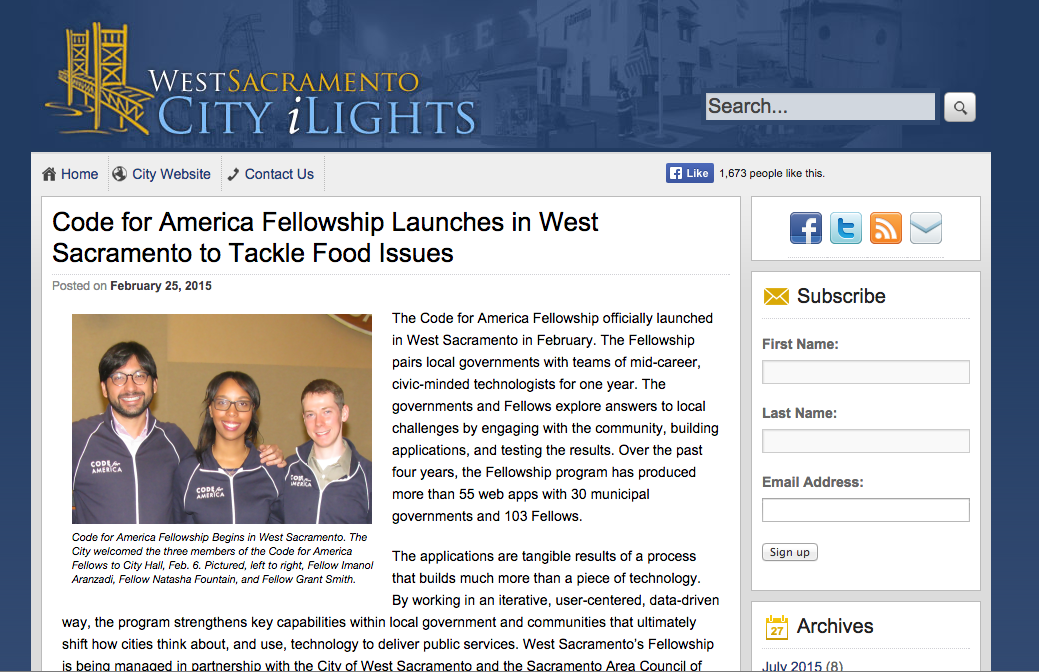 WEST SACRAMENTO
CITY iLIGHTS
Search...
Home
City Website
Contact Us
Like
1,673 people like this.
Code for America Fellowship Launches in West
Sacramento to Tackle Food Issues
Posted on February 25, 2015
CODE for
AMERICA
CODE for
AMERICA
CODE for
AMERICA
Code for America Fellowship Begins in West Sacramento. The
City welcomed the three members of the Code for America
Fellows to City Hall, Feb. 6. Pictured, left to right, Fellow Imanol
Aranzadi, Fellow Natasha Fountain, and Fellow Grant Smith.
The Code for America Fellowship officially launched
in West Sacramento in February. The Fellowship
pairs local governments with teams of mid-career,
civic-minded technologists for one year. The
governments and Fellows explore answers to local
challenges by engaging with the community, building
applications, and testing the results. Over the past
four years, the Fellowship program has produced
more than 55 web apps with 30 municipal
governments and 103 Fellows.
The applications are tangible results of a process
that builds much more than a piece of technology.
By working in an iterative, user-centered, data-driven
way, the program strengthens key capabilities within local government and communities that ultimately
shift how cities think about, and use, technology to deliver public services. West Sacramento's Fellowship
is being managed in partnership with the City of West Sacramento and the Sacramento Area Council of
Subscribe
First Name:
Last Name:
Email Address:
Sign up
27
Archives
July 2015 (8)